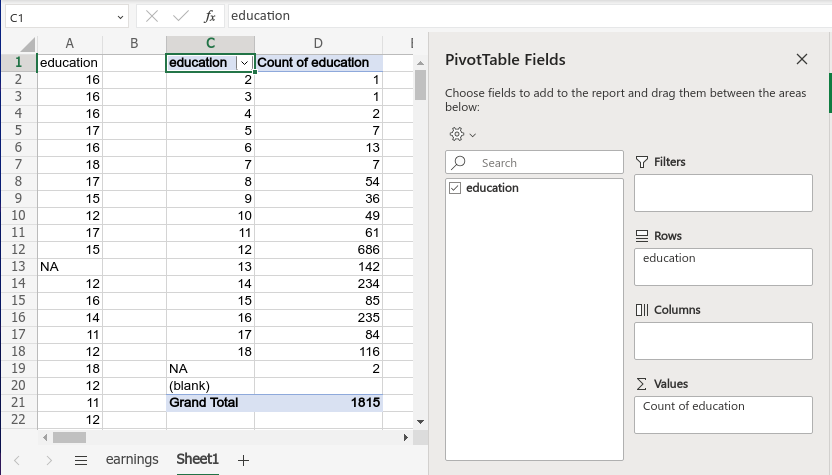 C1 fx education
A B C D
1 education education Count of education
2 16 2 1
3 16 3 1
4 16 4 2
5 17 5 7
6 16 6 13
7 18 7 7
8 17 8 54
9 15 9 36
10 12 10 49
11 17 11 61
12 15 12 686
13 NA 13 142
14 12 14 234
15 16 15 85
16 14 16 235
17 11 17 84
18 12 18 116
19 18 NA 2
20 12 (blank)
21 11 Grand Total 1815
22 12
earnings Sheet1 +
PivotTable Fields
Choose fields to add to the report and drag them between the areas
below:
Search
education
Filters
Rows
education
Columns
Σ Values
Count of education